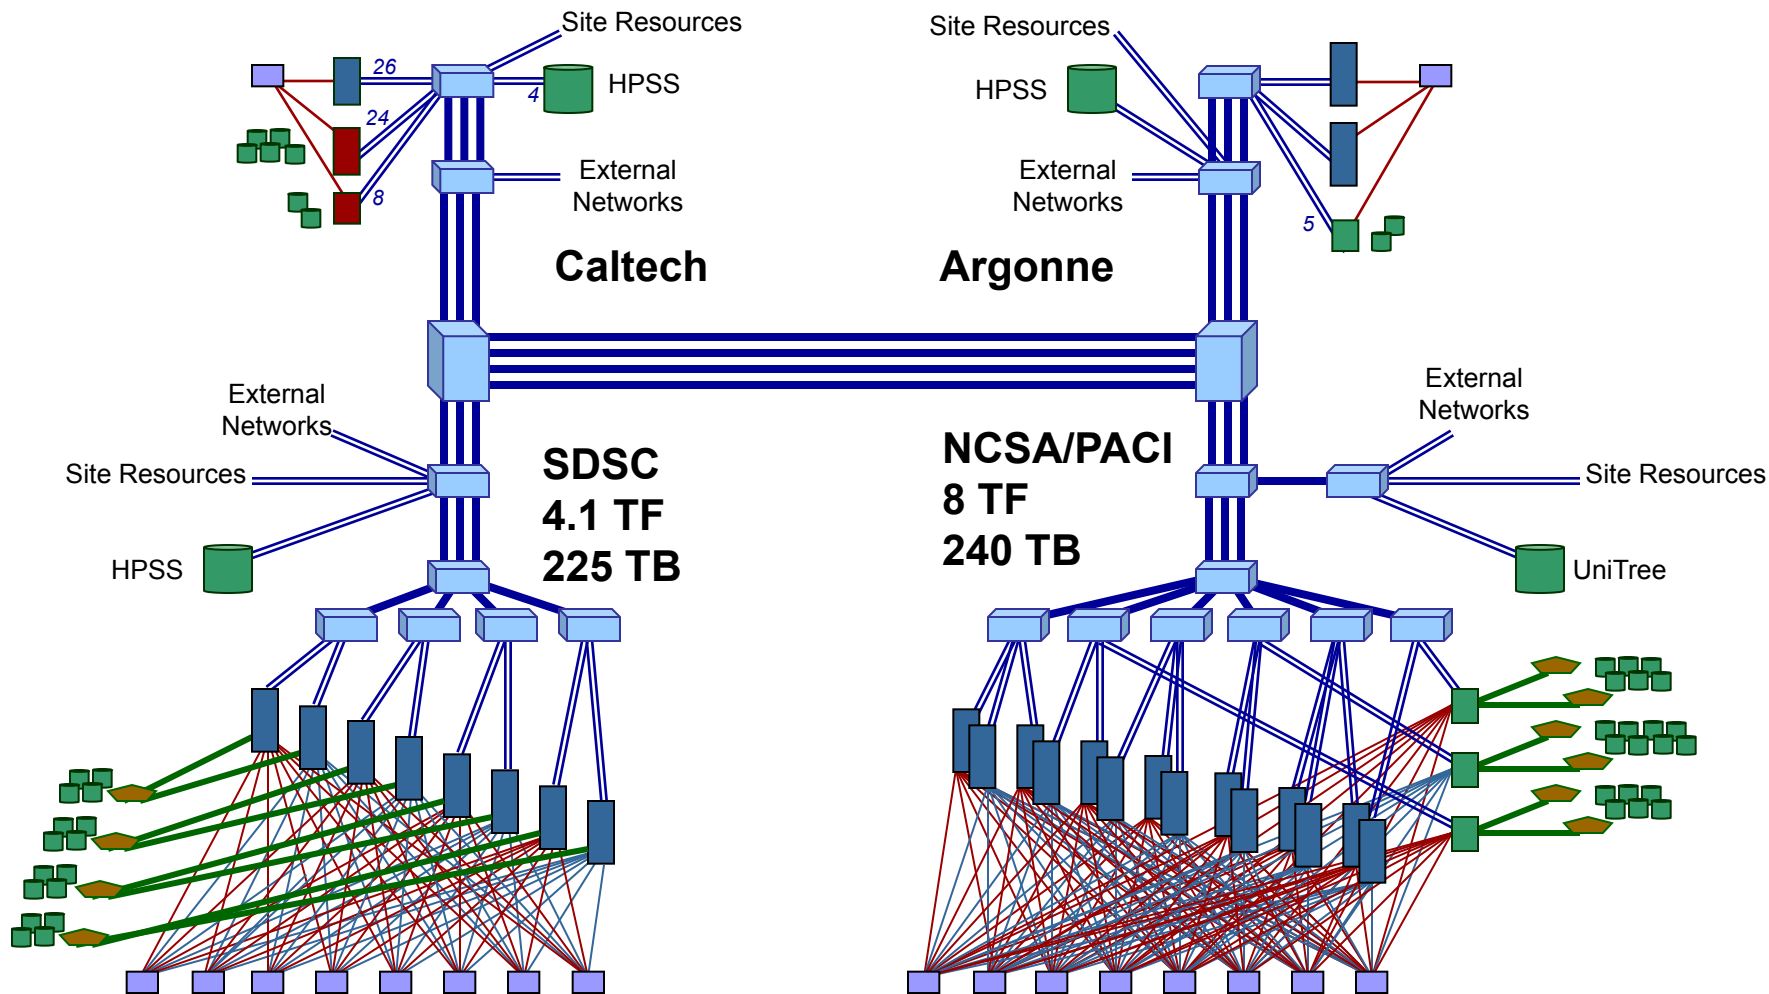 Site Resources
26
HPSS
4
24
External
Networks
8
Caltech
Site Resources
HPSS
External
Networks
5
Argonne
External
Networks
Site Resources
HPSS
SDSC
4.1 TF
225 TB
NCSA/PACI
8 TF
240 TB
External
Networks
Site Resources
UniTree